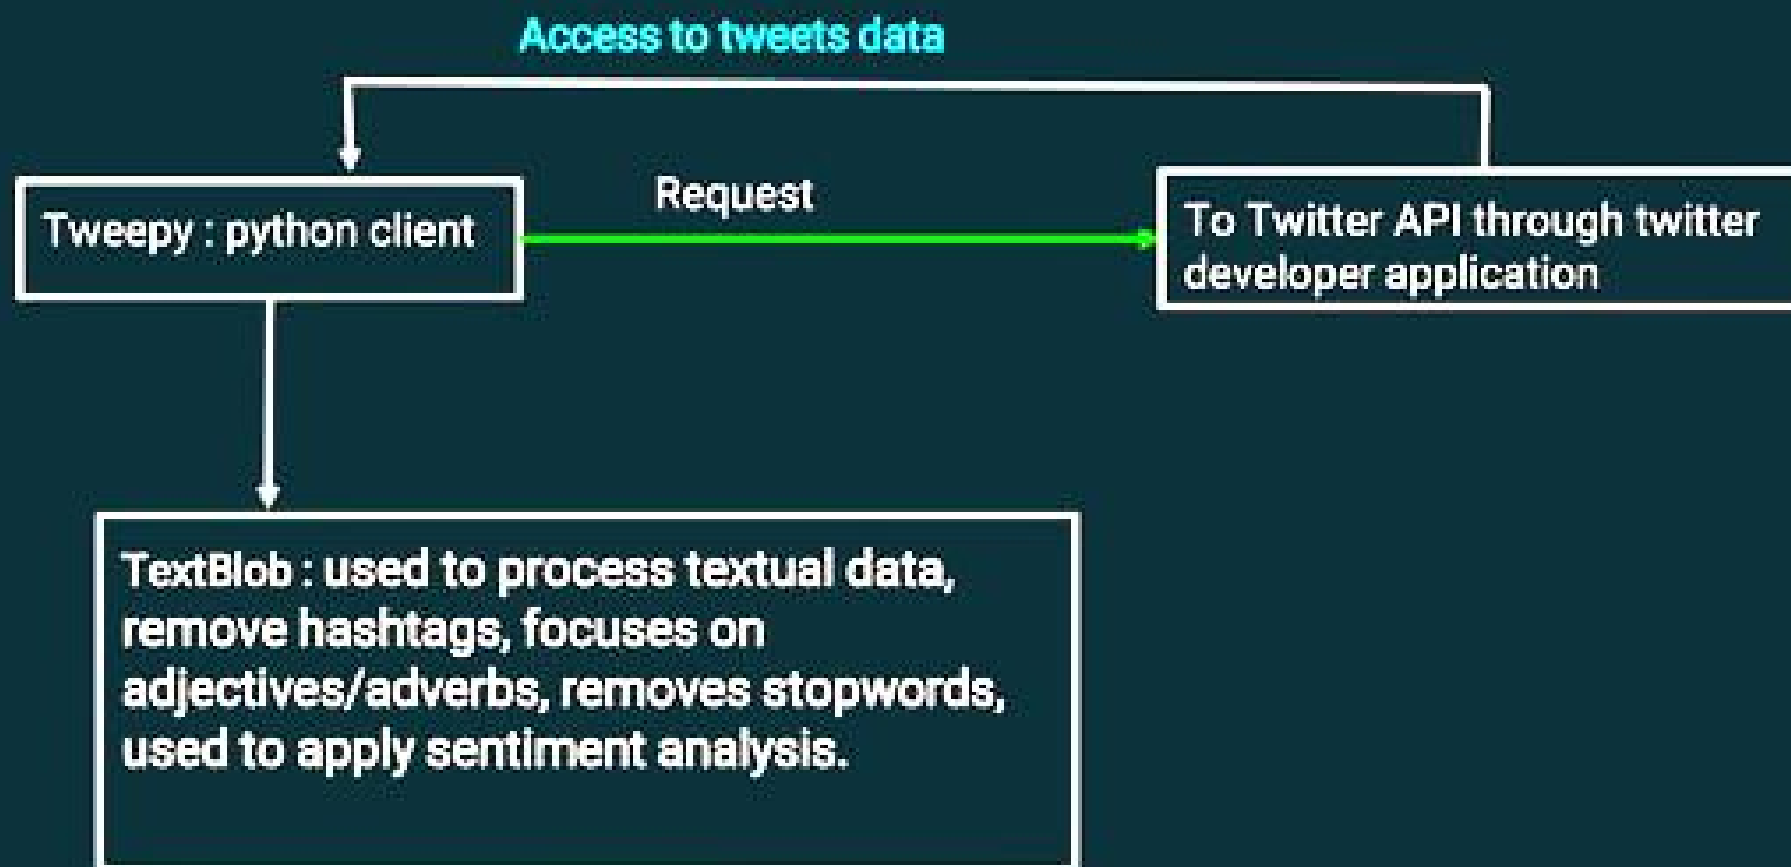 Access to tweets data
Request
Tweepy : python client
To Twitter API through twitter
developer application
TextBlob : used to process textual data,
remove hashtags, focuses on
adjectives/adverbs, removes stopwords,
used to apply sentiment analysis.